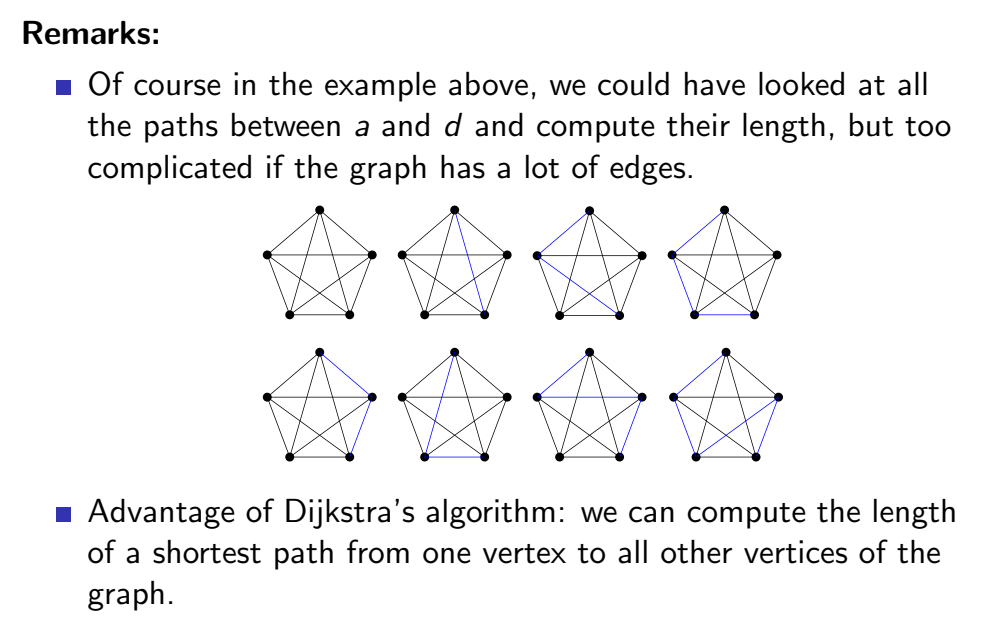 Remarks:
Of course in the example above, we could have looked at all
the paths between a and d and compute their length, but too
complicated if the graph has a lot of edges.
Advantage of Dijkstra's algorithm: we can compute the length
of a shortest path from one vertex to all other vertices of the
graph.